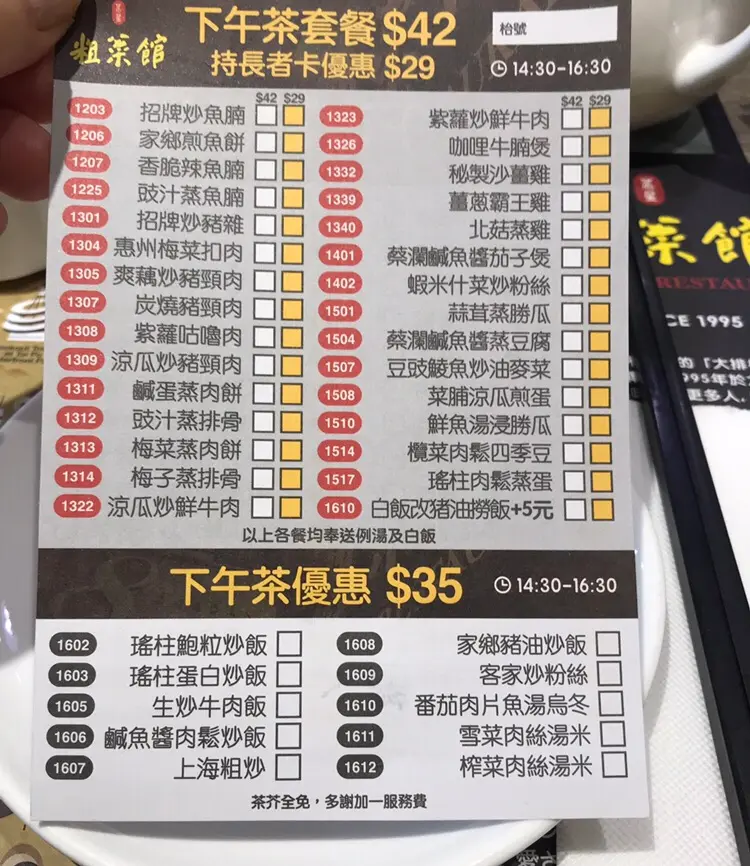 粗菜館
下午茶套餐 $42
持長者卡優惠 $29
枱號
14:30-16:30
$42 $29
1203 招牌炒魚腩
1206 家鄉煎魚餅
1207 香脆辣魚腩
1225 豉汁蒸魚腩
1301 招牌炒豬雜
1304 惠州梅菜扣肉
1305 爽藕炒豬頸肉
1307 炭燒豬頸肉
1308 紫蘿咕嚕肉
1309 涼瓜炒豬頸肉
1311 鹹蛋蒸肉餅
1312 豉汁蒸排骨
1313 梅菜蒸肉餅
1314 梅子蒸排骨
1322 涼瓜炒鮮牛肉
$42 $29
1323 紫蘿炒鮮牛肉
1326 咖哩牛腩煲
1332 秘製沙薑雞
1339 薑蔥霸王雞
1340 北菇蒸雞
1401 蔡瀾鹹魚醬茄子煲
1402 蝦米什菜炒粉絲
1501 蒜茸蒸勝瓜
1504 蔡瀾鹹魚醬蒸豆腐
1507 豆豉鯪魚炒油麥菜
1508 菜脯涼瓜煎蛋
1510 鮮魚湯浸勝瓜
1514 欖菜肉鬆四季豆
1517 瑤柱肉鬆蒸蛋
1610 白飯改豬油撈飯+5元
以上各餐均奉送例湯及白飯
下午茶優惠 $35
14:30-16:30
1602 瑤柱鮑粒炒飯
1603 瑤柱蛋白炒飯
1605 生炒牛肉飯
1606 鹹魚醬肉鬆炒飯
1607 上海粗炒
1608 家鄉豬油炒飯
1609 客家炒粉絲
1610 番茄肉片魚湯烏冬
1611 雪菜肉絲湯米
1612 榨菜肉絲湯米
茶芥全免，多謝加一服務費
菜館
RESTAU
CE 1995
的「大排
995年於
更多人.